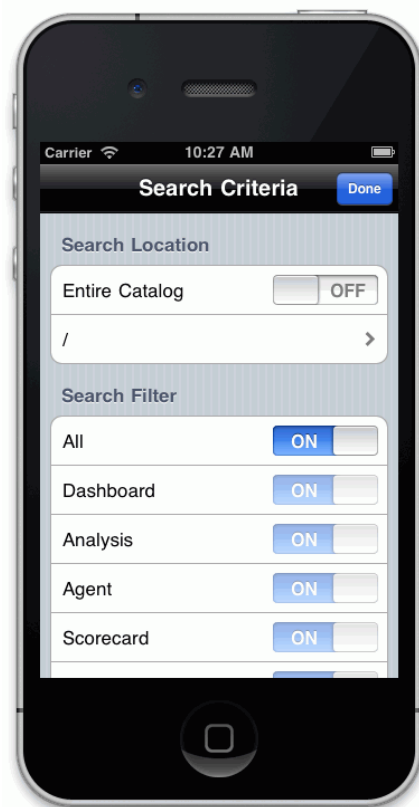 Carrier 10:27 AM
Search Criteria Done
Search Location
Entire Catalog OFF
/
Search Filter
All ON
Dashboard ON
Analysis ON
Agent ON
Scorecard ON